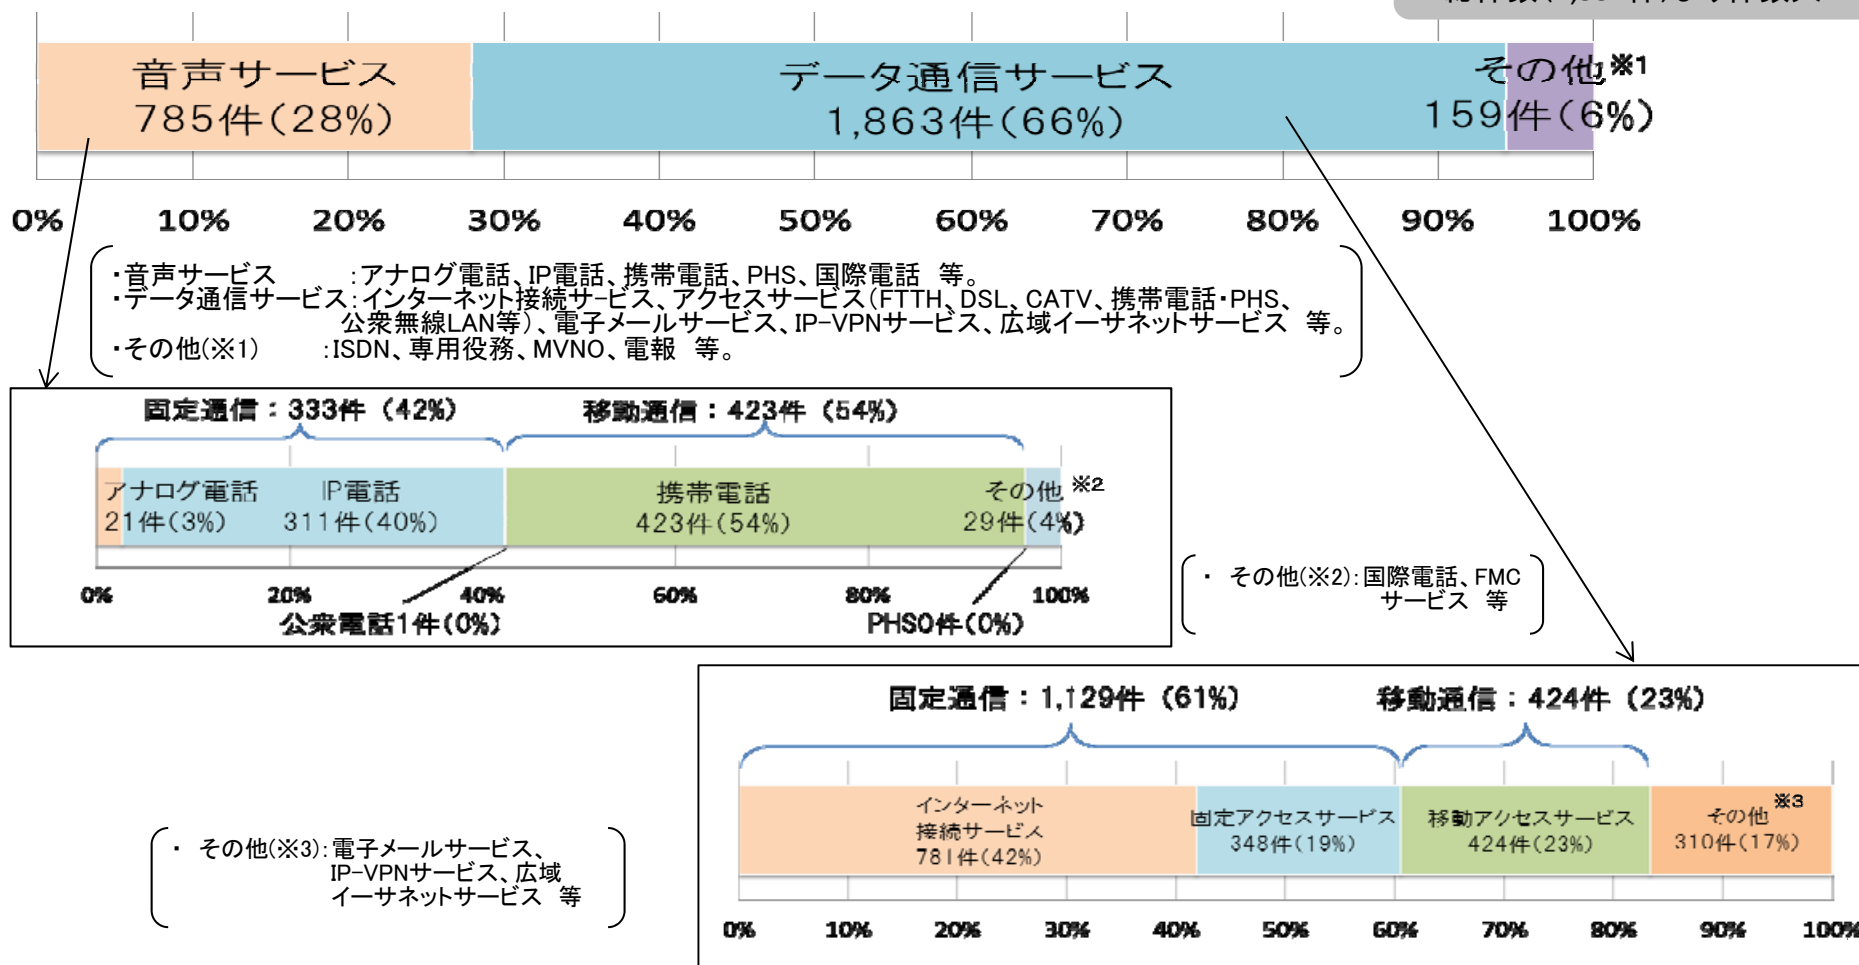 音声サービス
785件(28%)
データ通信サービス
1,863件(66%)
その他※1
159件(6%)
0% 10% 20% 30% 40% 50% 60% 70% 80% 90% 100%
・音声サービス :アナログ電話、IP電話、携帯電話、PHS、国際電話 等。
・データ通信サービス:インターネット接続サービス、アクセスサービス(FTTH、DSL、CATV、携帯電話・PHS、
公衆無線LAN等)、電子メールサービス、IP-VPNサービス、広域イーサネットサービス 等。
・その他(※1) :ISDN、専用役務、MVNO、電報 等。
固定通信:333件 (42%) 移動通信:423件 (54%)
アナログ電話
21件(3%)
IP電話
311件(40%)
携帯電話
423件(54%)
その他※2
29件(4%)
0% 20% 40% 60% 80% 100%
公衆電話1件(0%) PHS0件(0%)
・ その他(※2):国際電話、FMC
サービス 等
固定通信:1,129件 (61%) 移動通信:424件 (23%)
インターネット
接続サービス
781件(42%)
固定アクセスサービス
348件(19%)
移動アクセスサービス
424件(23%)
その他※3
310件(17%)
0% 10% 20% 30% 40% 50% 60% 70% 80% 90% 100%
・ その他(※3):電子メールサービス、
IP-VPNサービス、広域
イーサネットサービス 等